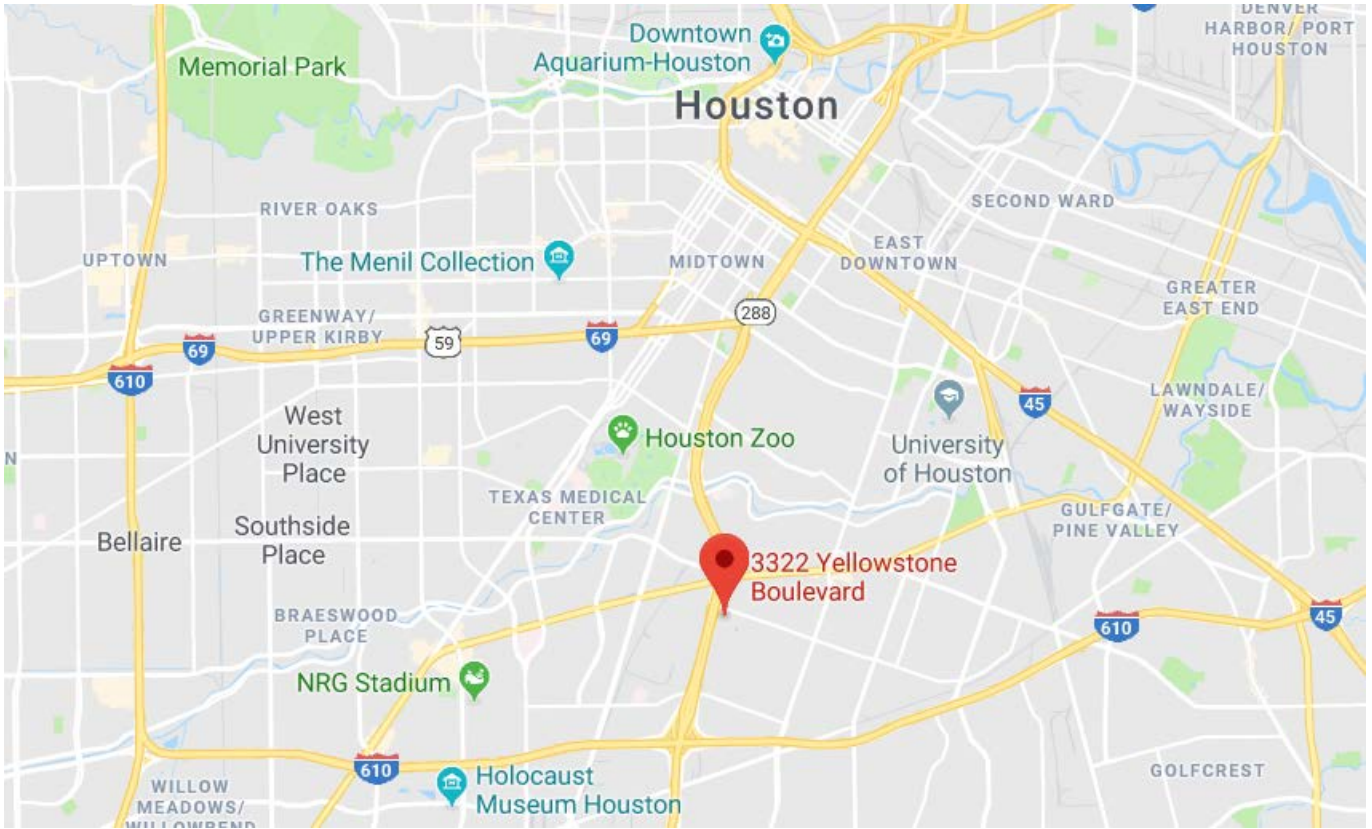 DENVER
HARBOR/ PORT
HOUSTON
Downtown
Aquarium-Houston
Memorial Park
Houston
SECOND WARD
RIVER OAKS
EAST
DOWNTOWN
UPTOWN
The Menil Collection
MIDTOWN
GREATER
EAST END
GREENWAY/
UPPER KIRBY
288
59
69
69
610
LAWNDALE/
WAYSIDE
45
West
University
Place
Houston Zoo
University
of Houston
N
TEXAS MEDICAL
CENTER
GULFGATE/
PINE VALLEY
Bellaire
Southside
Place
3322 Yellowstone
Boulevard
BRAESWOOD
PLACE
610
45
NRG Stadium
610
GOLFCREST
Holocaust
Museum Houston
WILLOW
MEADOWS/
WILLOWBEND